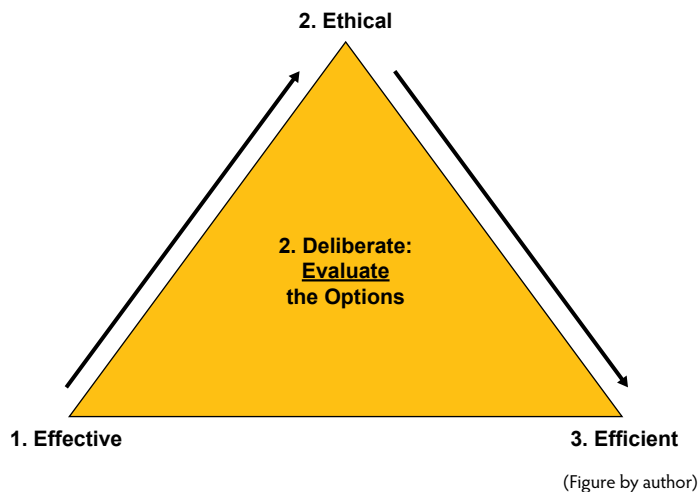 2. Ethical
2. Deliberate:
Evaluate
the Options
1. Effective
3. Efficient
(Figure by author)